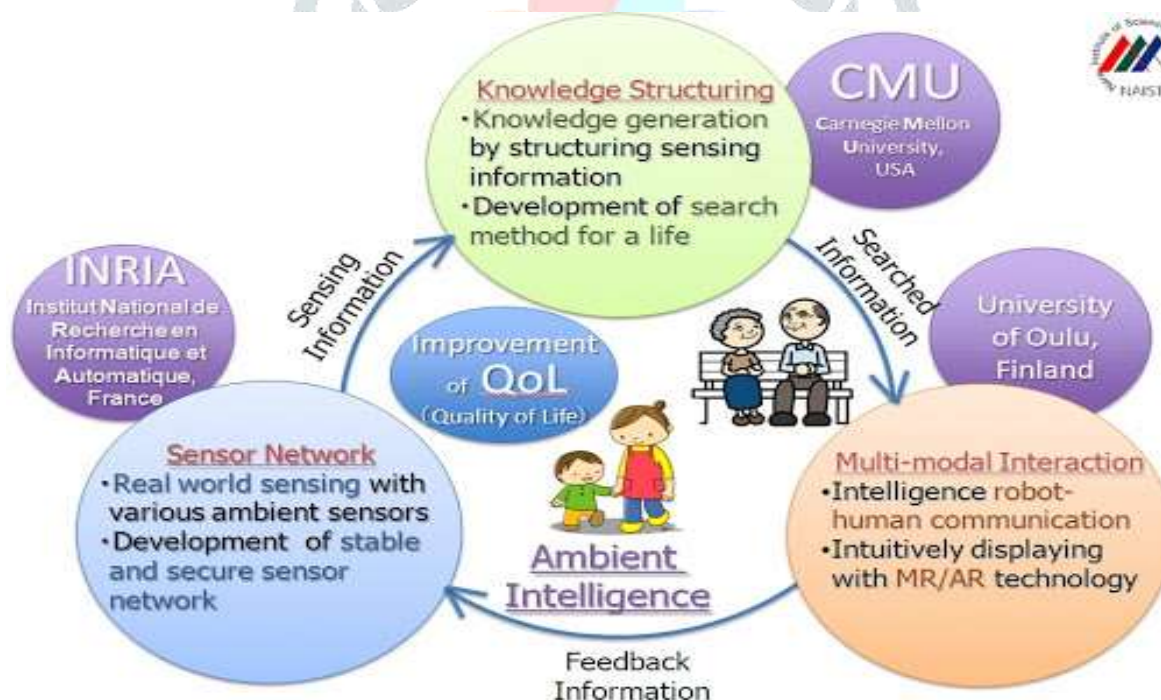 Knowledge Structuring
・Knowledge generation
by structuring sensing
information
・Development of search
method for a life
CMU
Carnegie Mellon
University,
USA
NAIST
INRIA
Institut National de
Recherche en
Informatique et
Automatique,
France
Sensing
Information
Searched
Information
University
of Oulu,
Finland
Improvement
of QoL
(Quality of Life)
Sensor Network
・Real world sensing with
various ambient sensors
・Development of stable
and secure sensor
network
Multi-modal Interaction
・Intelligence robot-
human communication
・Intuitively displaying
with MR/AR technology
Ambient
Intelligence
Feedback
Information